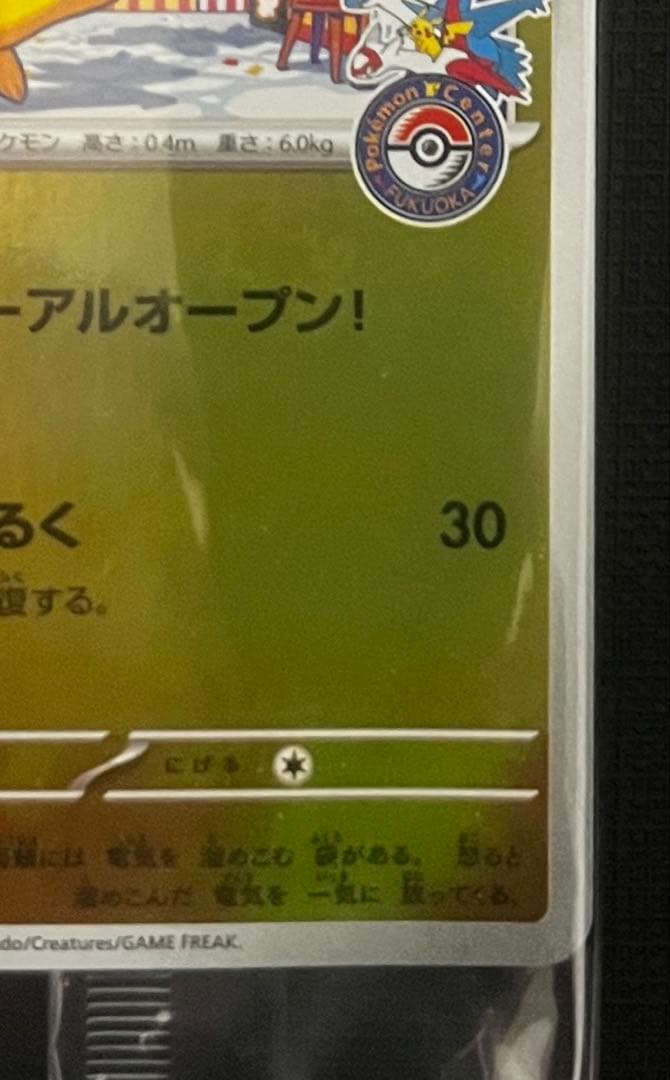 ケモン 高さ:0.4m 重さ:6.0kg
Pokémon Center
FUKUOKA
ーアルオープン!
るく 30
ふく
復する。
にげる
には 電気を 溜めこむ 袋がある。 怒ると
溜めこんだ 電気を 一気に 放ってくる。
do/Creatures/GAME FREAK.